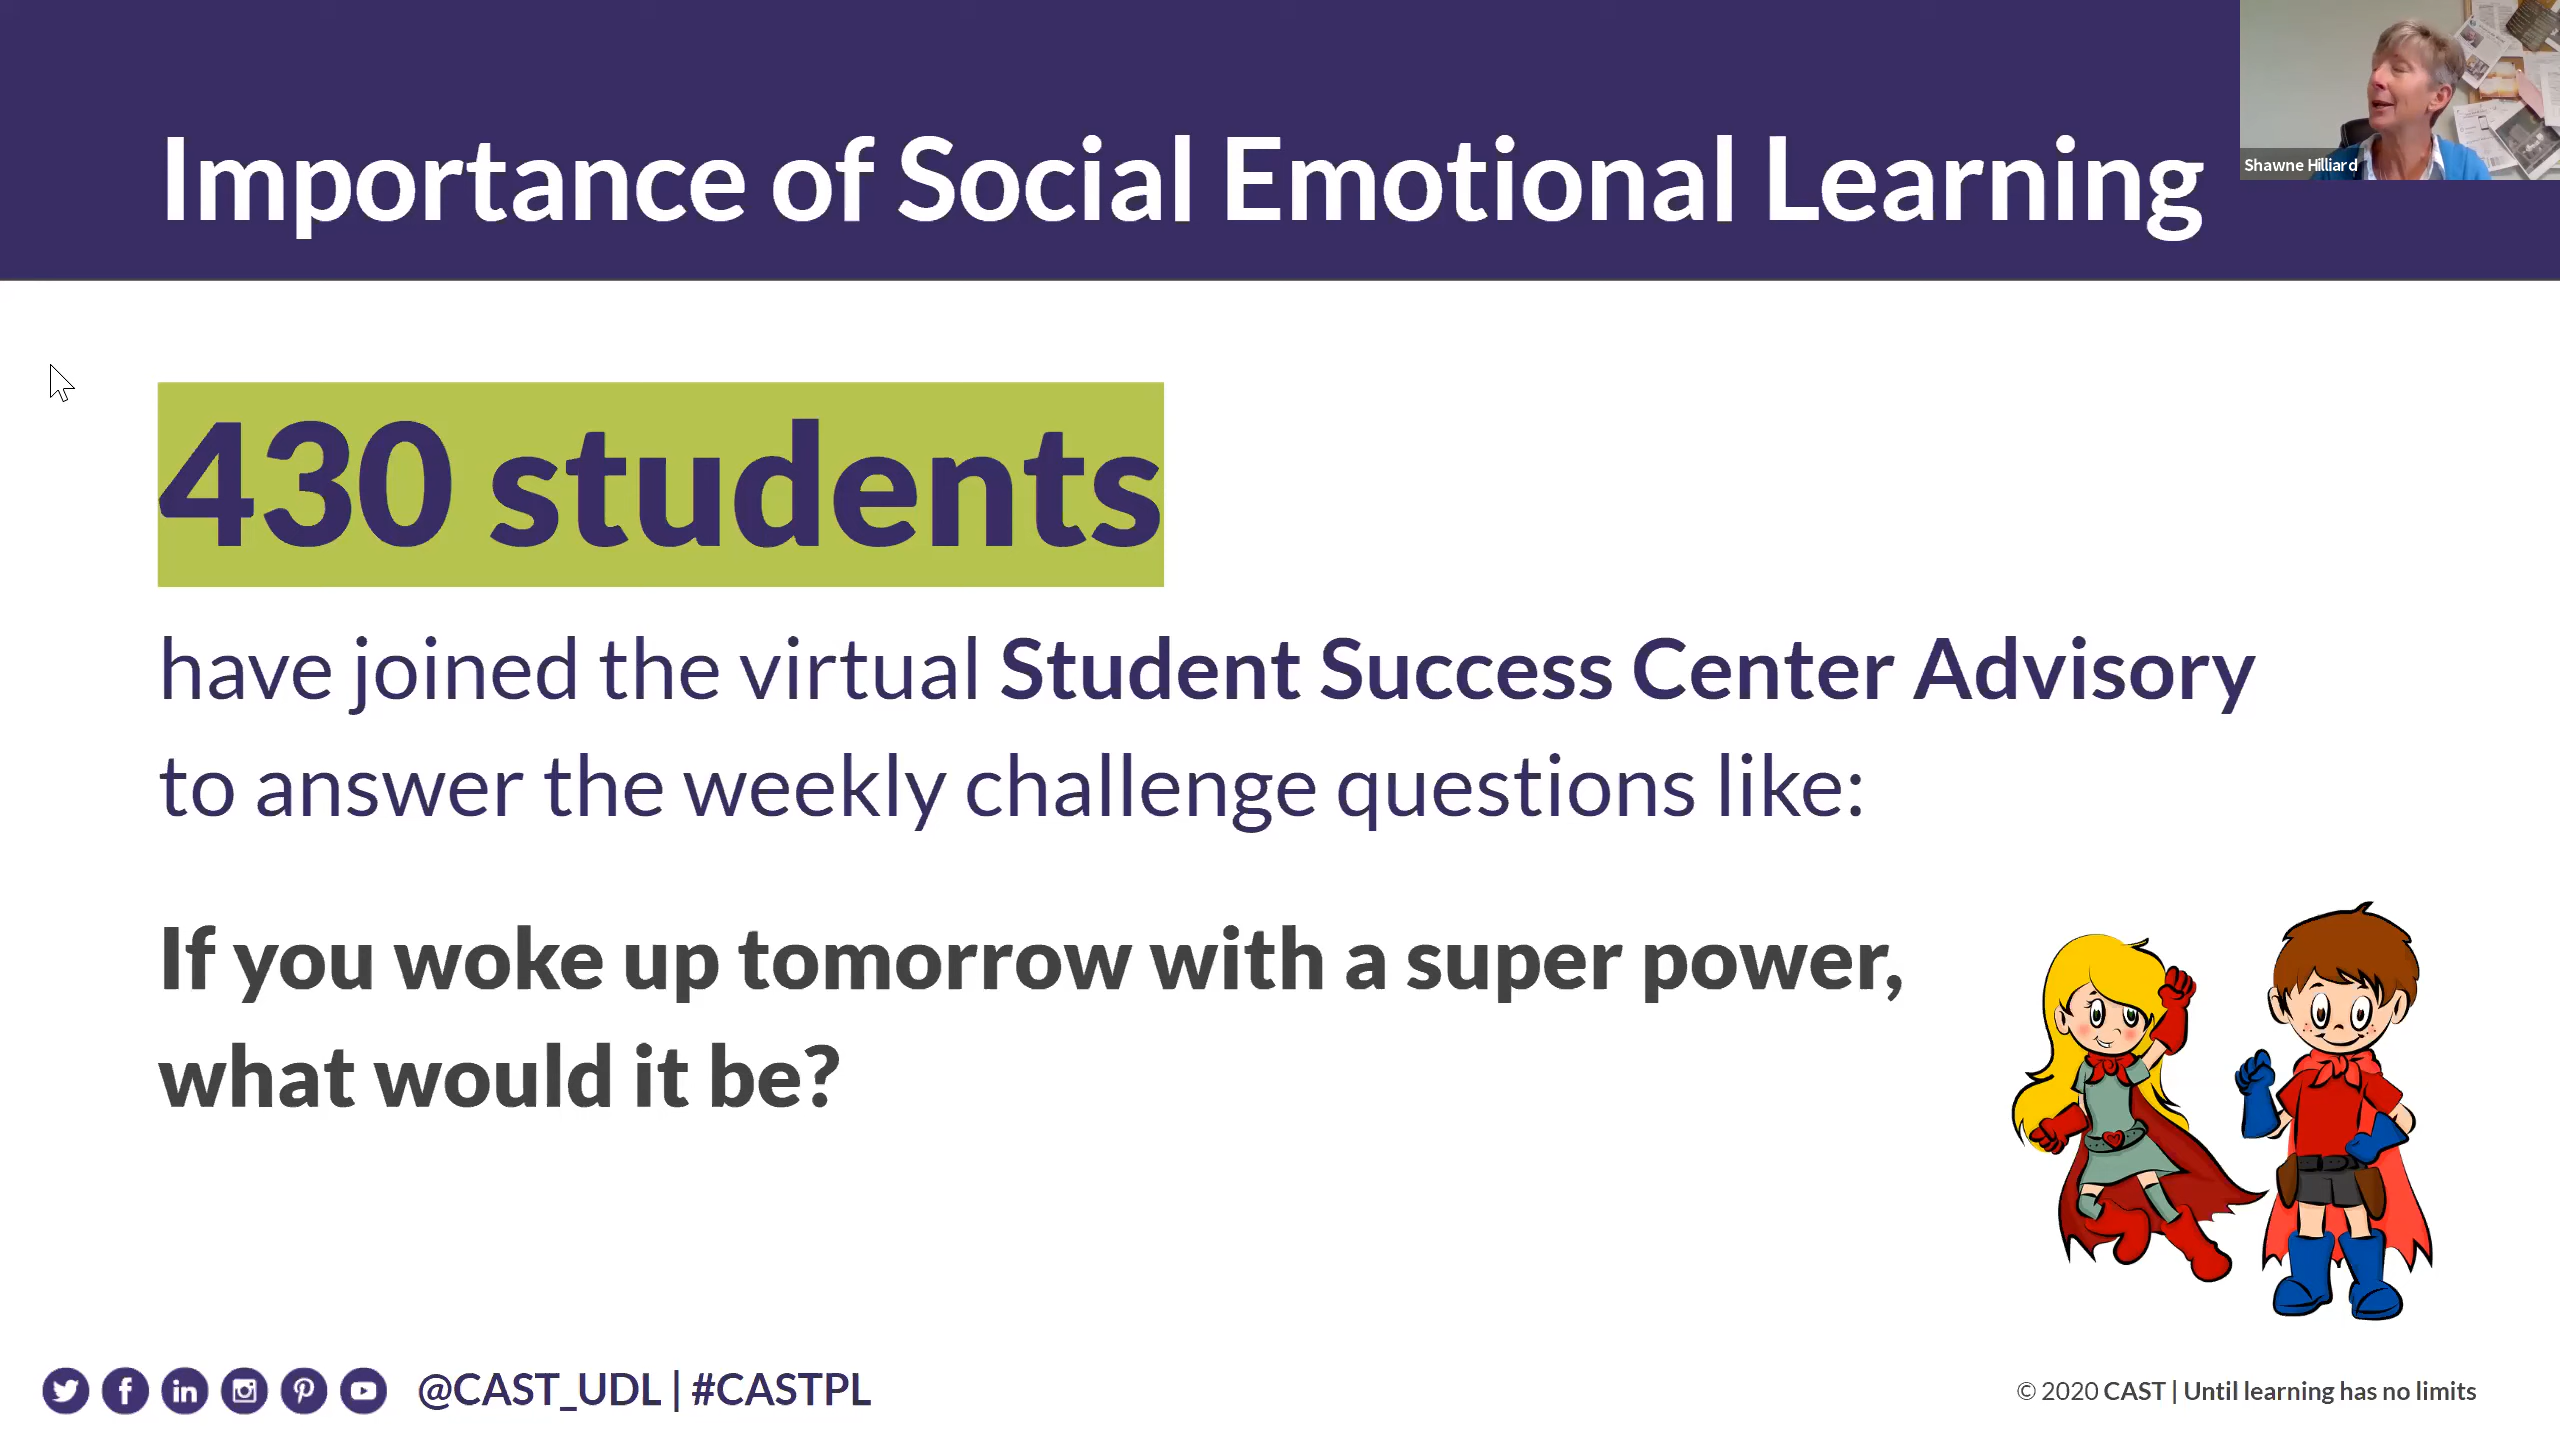 Importance of Social Emotional Learning
Shawne Hilliard
430 students
have joined the virtual Student Success Center Advisory
to answer the weekly challenge questions like:
If you woke up tomorrow with a super power,
what would it be?
@CAST_UDL | #CASTPL
© 2020 CAST | Until learning has no limits